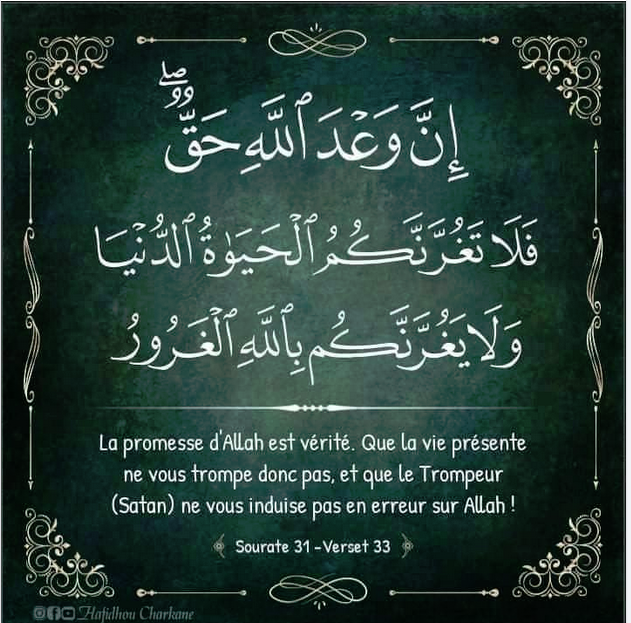 إِنَّ وَعْدَ ٱللَّهِ حَقٌّۖ
فَلَا تَغُرَّنَّكُمُ ٱلْحَيَوٰةُ ٱلدُّنْيَا
وَلَا يَغُرَّنَّكُم بِٱللَّهِ ٱلْغَرُورُ
La promesse d'Allah est vérité. Que la vie présente
ne vous trompe donc pas, et que le Trompeur
(Satan) ne vous induise pas en erreur sur Allah !
Sourate 31 -Verset 33
Hafidhou Charkane